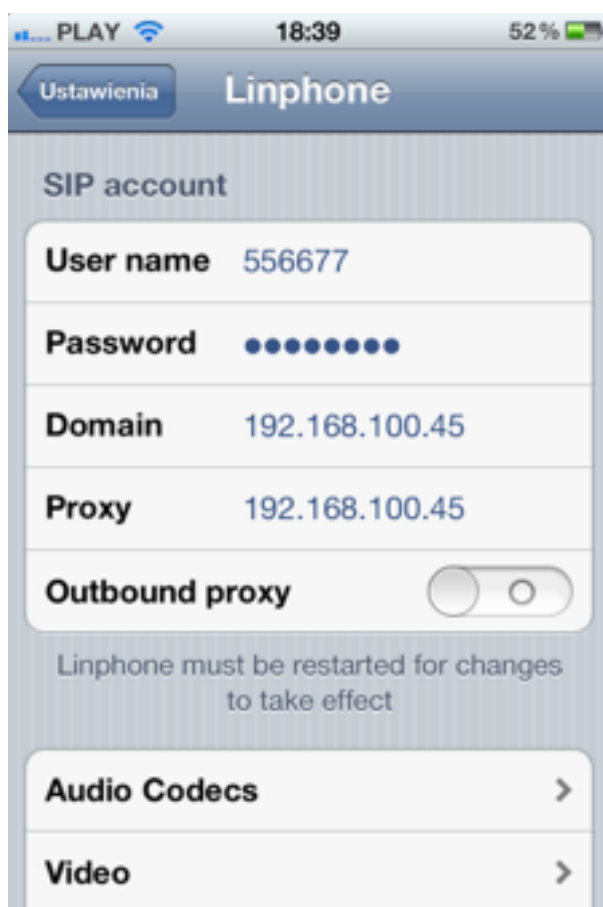 PLAY 18:39 52%
Ustawienia Linphone
SIP account
User name 556677
Password ●●●●●●●●
Domain 192.168.100.45
Proxy 192.168.100.45
Outbound proxy
Linphone must be restarted for changes
to take effect
Audio Codecs
Video